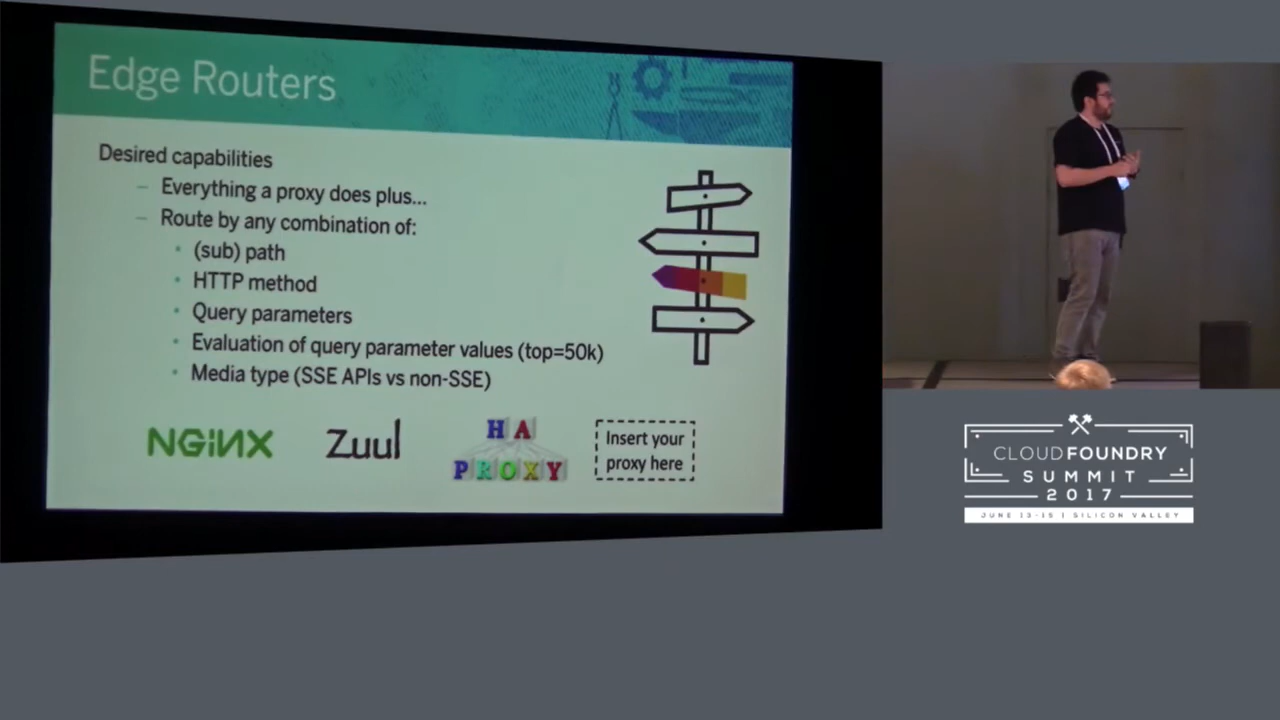 Edge Routers
Desired capabilities
– Everything a proxy does plus...
– Route by any combination of:
• (sub) path
• HTTP method
• Query parameters
• Evaluation of query parameter values (top=50k)
• Media type (SSE APIs vs non-SSE)
NGiNX
Zuul
HA
PROXY
Insert your
proxy here
CLOUDFOUNDRY
SUMMIT
2017
JUNE 13-15 | SILICON VALLEY